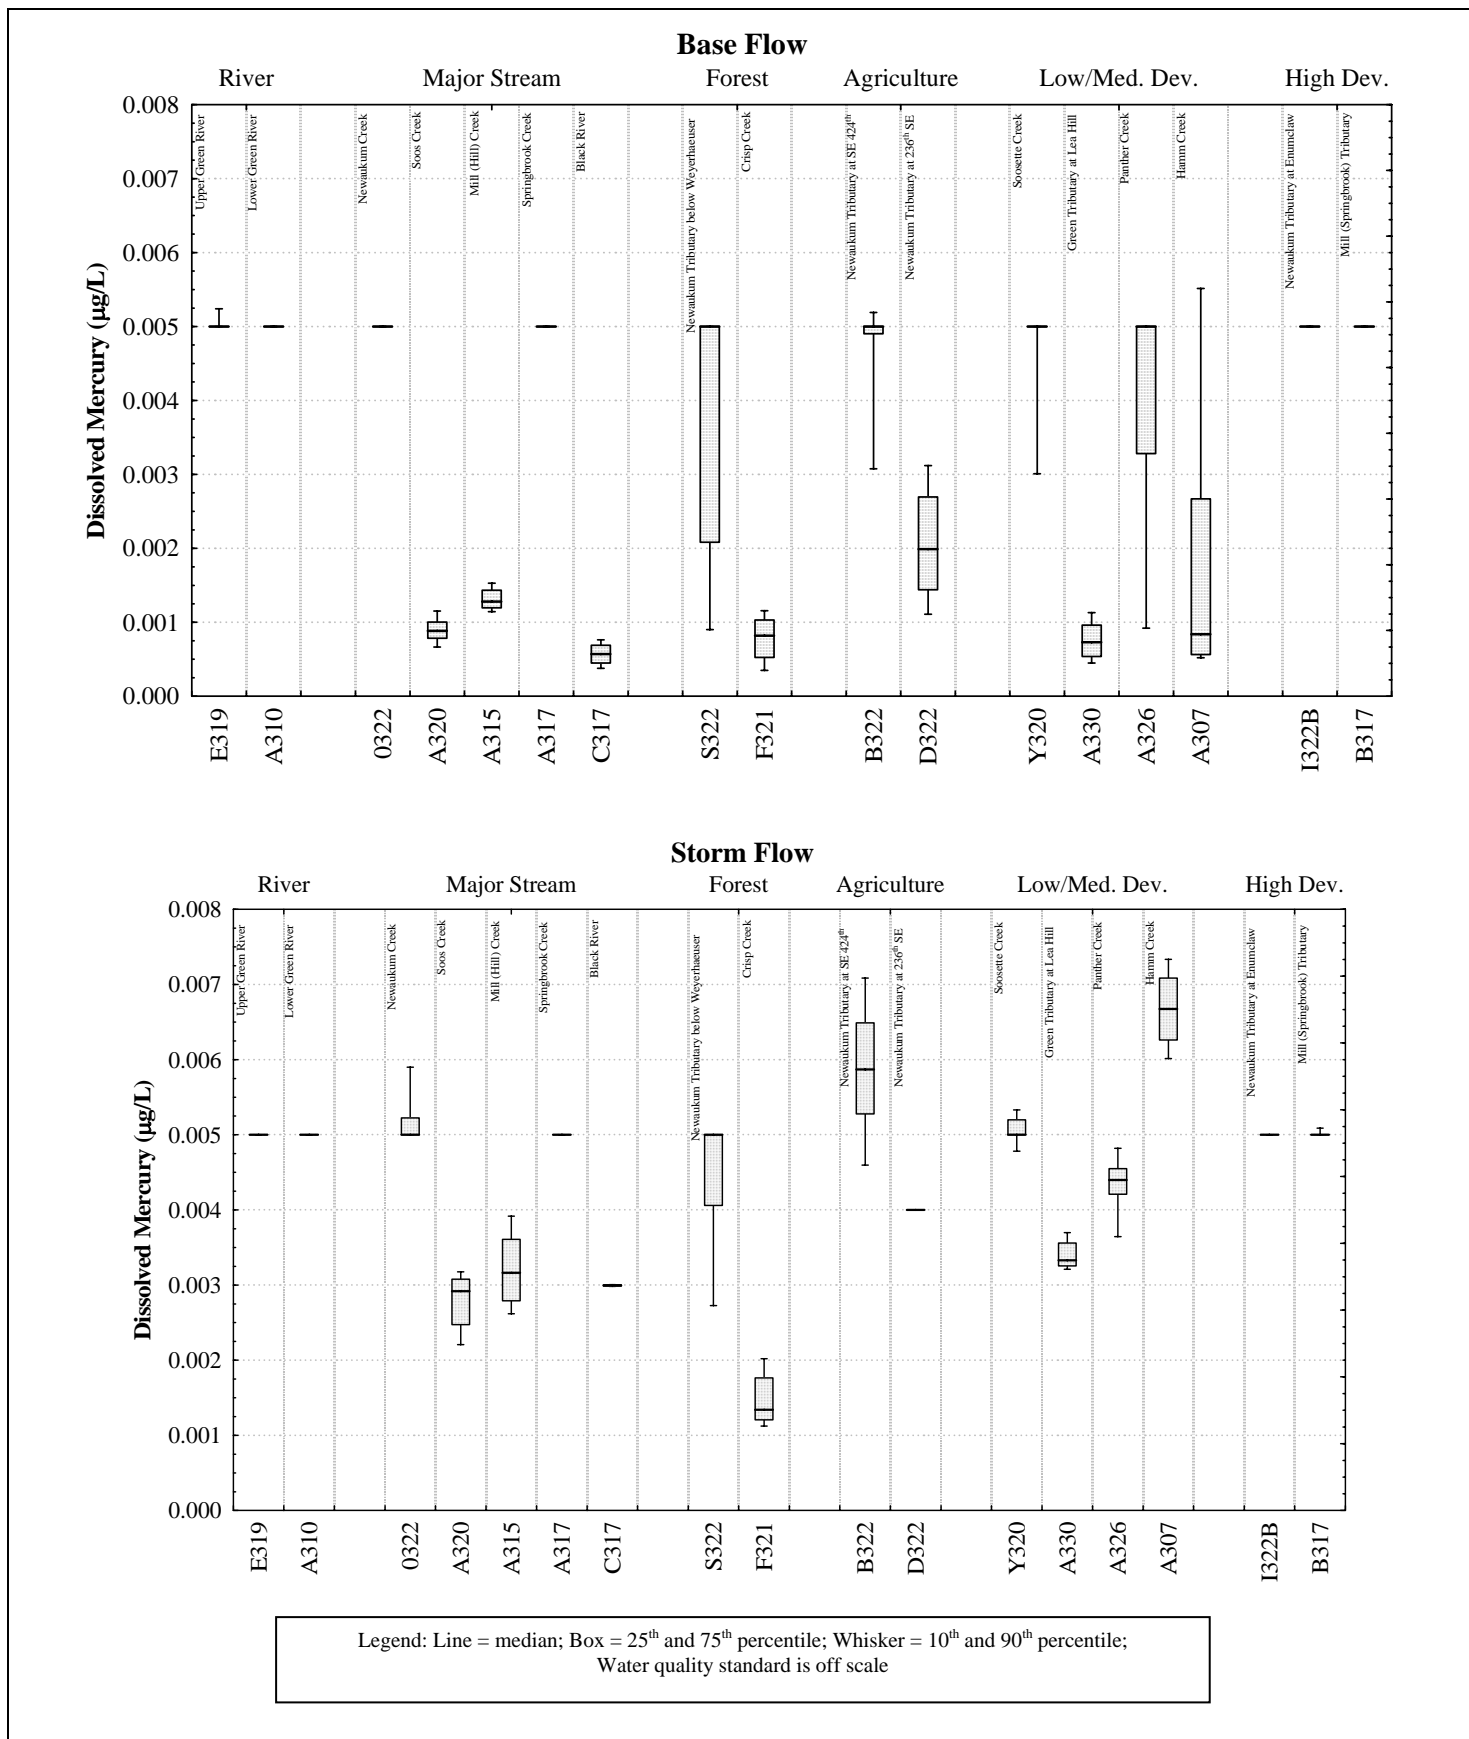 Base Flow
River Major Stream Forest Agriculture Low/Med. Dev. High Dev.
Dissolved Mercury (µg/L)
0.008
0.007
0.006
0.005
0.004
0.003
0.002
0.001
0.000
Upper Green River
Lower Green River
Newaukum Creek
Soos Creek
Mill (Hill) Creek
Springbrook Creek
Black River
Newaukum Tributary below Weyerhaeuser
Crisp Creek
Newaukum Tributary at SE 424th
Newaukum Tributary at 236th SE
Soosette Creek
Green Tributary at Lea Hill
Panther Creek
Hamm Creek
Newaukum Tributary at Enumclaw
Mill (Springbrook) Tributary
E319
A310
0322
A320
A315
A317
C317
S322
F321
B322
D322
Y320
A330
A326
A307
I322B
B317
Storm Flow
River Major Stream Forest Agriculture Low/Med. Dev. High Dev.
Dissolved Mercury (µg/L)
0.008
0.007
0.006
0.005
0.004
0.003
0.002
0.001
0.000
Upper Green River
Lower Green River
Newaukum Creek
Soos Creek
Mill (Hill) Creek
Springbrook Creek
Black River
Newaukum Tributary below Weyerhaeuser
Crisp Creek
Newaukum Tributary at SE 424th
Newaukum Tributary at 236th SE
Soosette Creek
Green Tributary at Lea Hill
Panther Creek
Hamm Creek
Newaukum Tributary at Enumclaw
Mill (Springbrook) Tributary
E319
A310
0322
A320
A315
A317
C317
S322
F321
B322
D322
Y320
A330
A326
A307
I322B
B317
Legend: Line = median; Box = 25th and 75th percentile; Whisker = 10th and 90th percentile;
Water quality standard is off scale